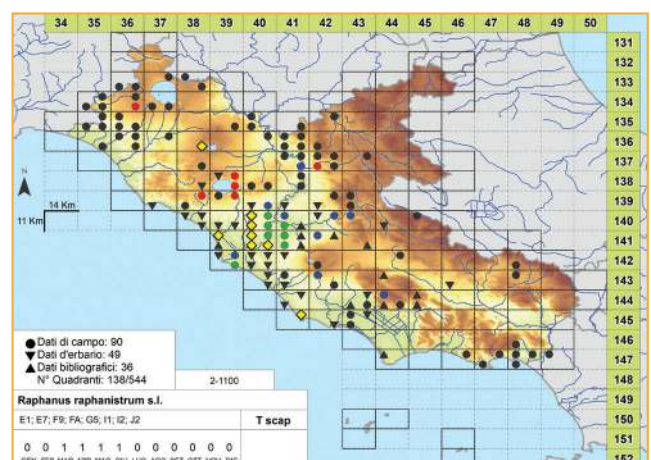 34 35 36 37 38 39 40 41 42 43 44 45 46 47 48 49 50
131
132
133
134
135
136
137
138
139
140
141
142
143
144
145
146
147
148
149
150
151
152
N
14 Km
11 Km
Dati di campo: 90
Dati d'erbario: 49
Dati bibliografici: 36
N° Quadranti: 138/544
2-1100
Raphanus raphanistrum s.l.
E1; E7; F9; FA; G5; I1; I2; J2
T scap
0 0 1 1 1 1 0 0 0 0 0 0